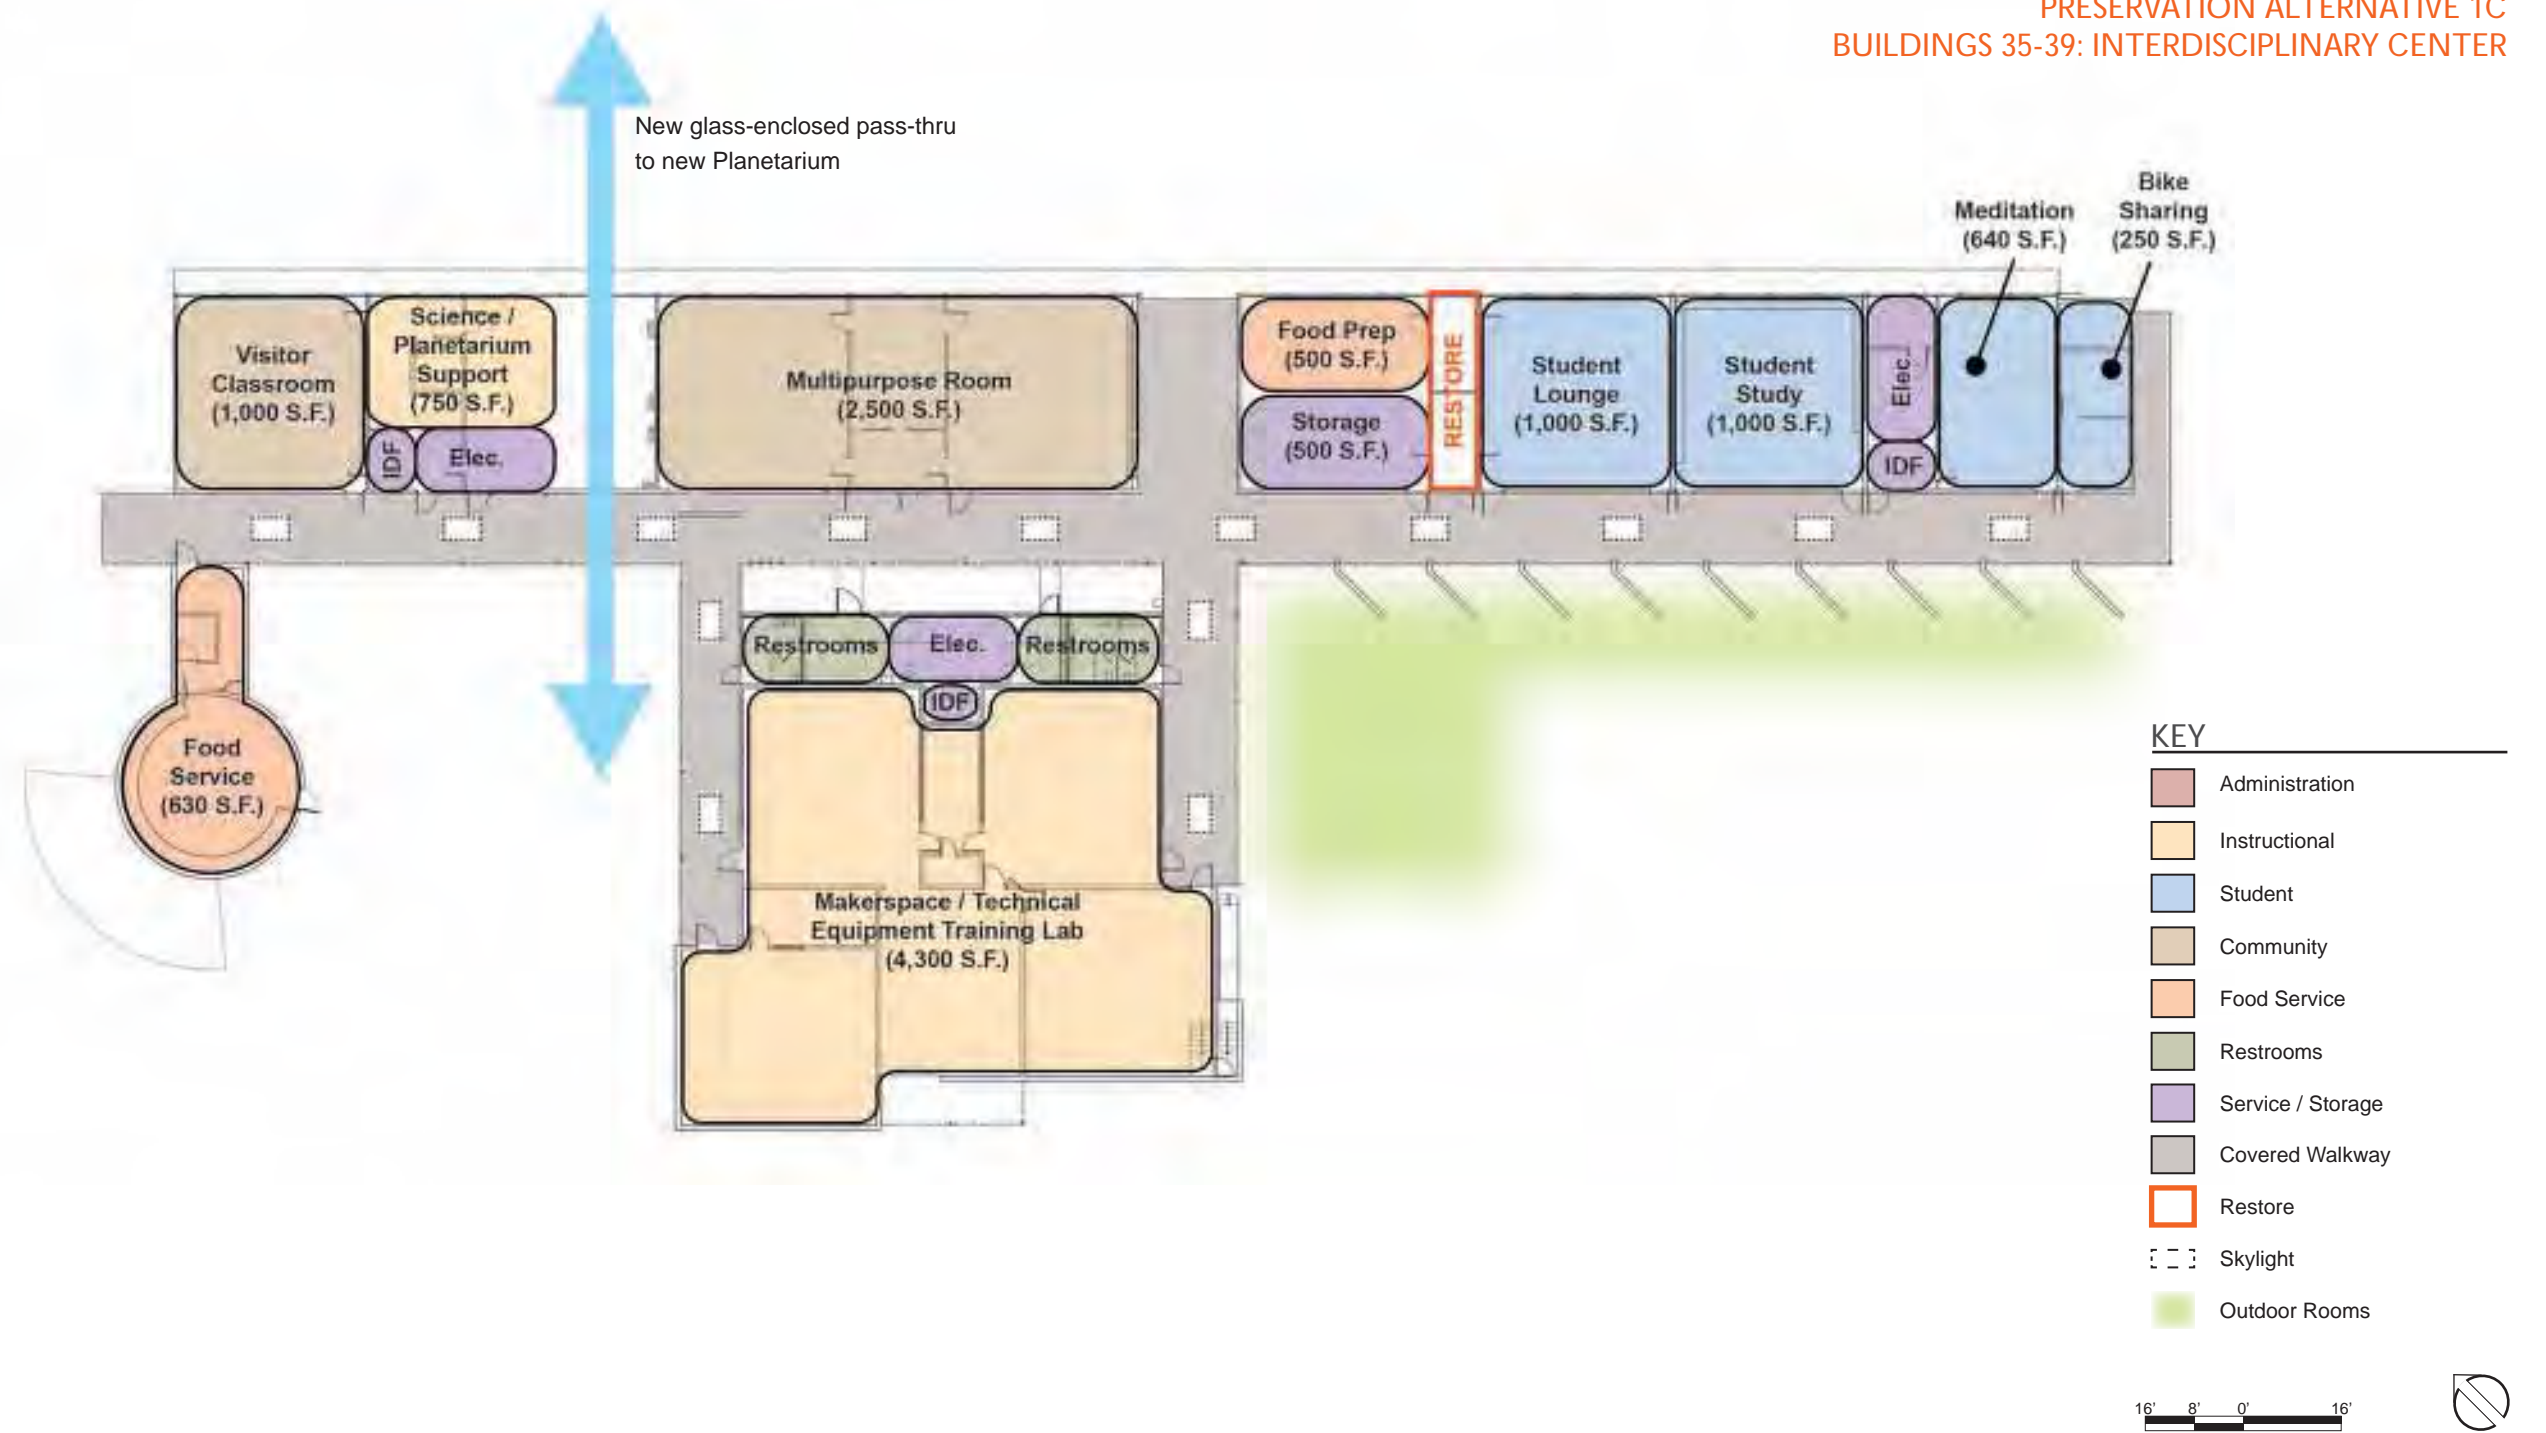 PRESERVATION ALTERNATIVE 1C
BUILDINGS 35-39: INTERDISCIPLINARY CENTER
New glass-enclosed pass-thru
to new Planetarium
Meditation
(640 S.F.)
Bike
Sharing
(250 S.F.)
Visitor
Classroom
(1,000 S.F.)
Science /
Planetarium
Support
(750 S.F.)
IDF
Elec.
Multipurpose Room
(2,500 S.F.)
Food Prep
(500 S.F.)
Storage
(500 S.F.)
RESTORE
Student
Lounge
(1,000 S.F.)
Student
Study
(1,000 S.F.)
Elec.
IDF
Restrooms
Elec.
Restrooms
IDF
Food
Service
(630 S.F.)
Makerspace / Technical
Equipment Training Lab
(4,300 S.F.)
KEY
Administration
Instructional
Student
Community
Food Service
Restrooms
Service / Storage
Covered Walkway
Restore
Skylight
Outdoor Rooms
16' 8' 0' 16'